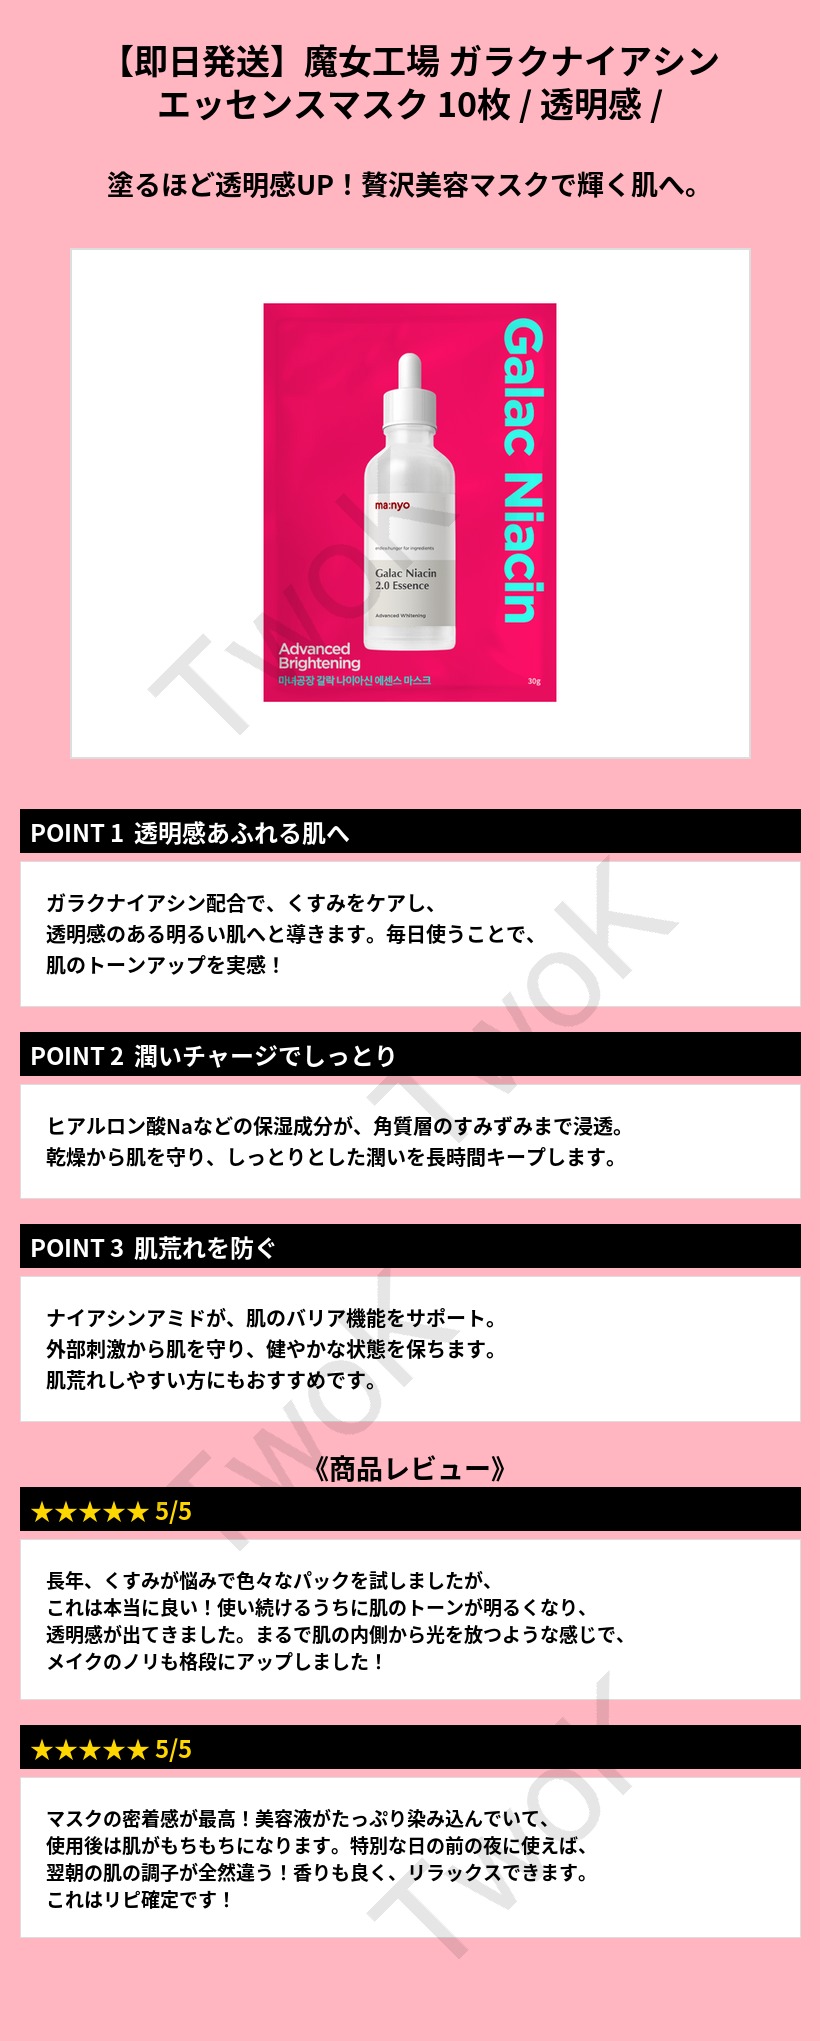 【即日発送】魔女工場 ガラクナイアシン
エッセンスマスク 10枚 / 透明感 /
塗るほど透明感UP！贅沢美容マスクで輝く肌へ。
Galac Niacin
ma:nyo
Galac Niacin
2.0 Essence
Advanced Whitening
Advanced
Brightening
마녀공장 갈락 나이아신 에센스 마스크
30g
TwoK
POINT 1 透明感あふれる肌へ
ガラクナイアシン配合で、くすみをケアし、
透明感のある明るい肌へと導きます。毎日使うことで、
肌のトーンアップを実感！
TwoK
POINT 2 潤いチャージでしっとり
ヒアルロン酸Naなどの保湿成分が、角質層のすみずみまで浸透。
乾燥から肌を守り、しっとりとした潤いを長時間キープします。
POINT 3 肌荒れを防ぐ
ナイアシンアミドが、肌のバリア機能をサポート。
外部刺激から肌を守り、健やかな状態を保ちます。
肌荒れしやすい方にもおすすめです。
TwoK
《商品レビュー》
★★★★★ 5/5
長年、くすみが悩みで色々なパックを試しましたが、
これは本当に良い！使い続けるうちに肌のトーンが明るくなり、
透明感が出てきました。まるで肌の内側から光を放つような感じで、
メイクのノリも格段にアップしました！
★★★★★ 5/5
マスクの密着感が最高！美容液がたっぷり染み込んでいて、
使用後は肌がもちもちになります。特別な日の前の夜に使えば、
翌朝の肌の調子が全然違う！香りも良く、リラックスできます。
これはリピ確定です！
TwoK